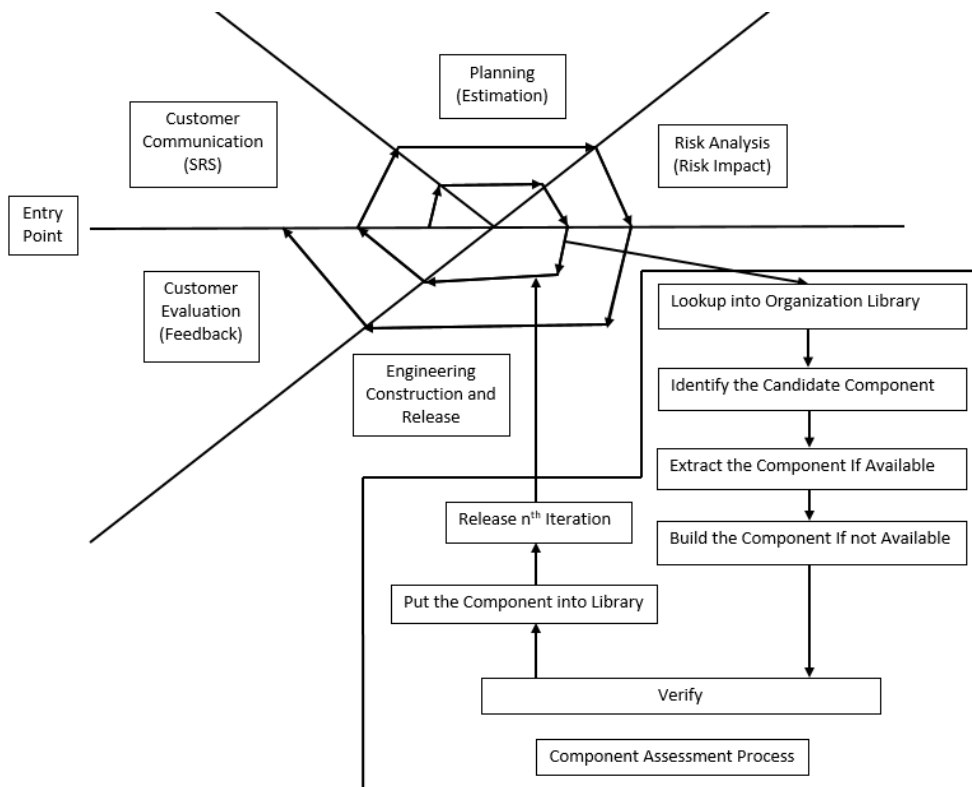 Planning
(Estimation)
Customer
Communication
(SRS)
Risk Analysis
(Risk Impact)
Entry
Point
Customer
Evaluation
(Feedback)
Engineering
Construction and
Release
Lookup into Organization Library
Identify the Candidate Component
Extract the Component If Available
Build the Component If not Available
Release nth Iteration
Put the Component into Library
Verify
Component Assessment Process